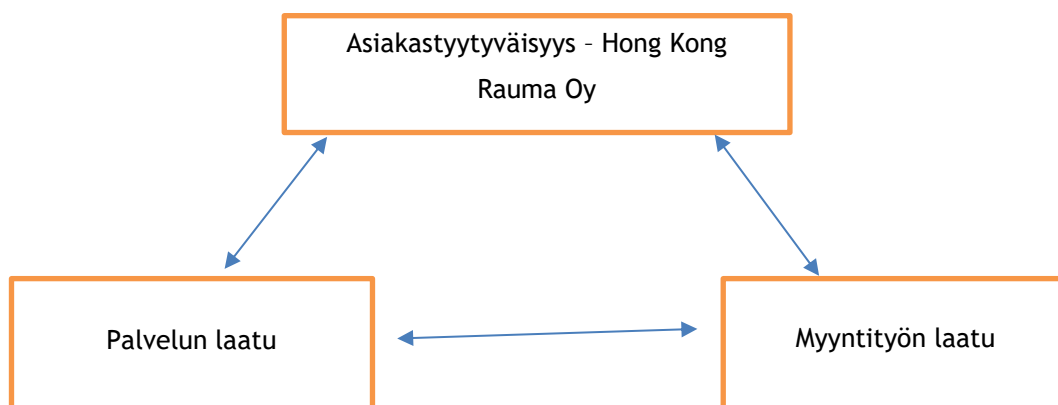 Asiakastyytyväisyys – Hong Kong
Rauma Oy
Palvelun laatu
Myyntityön laatu